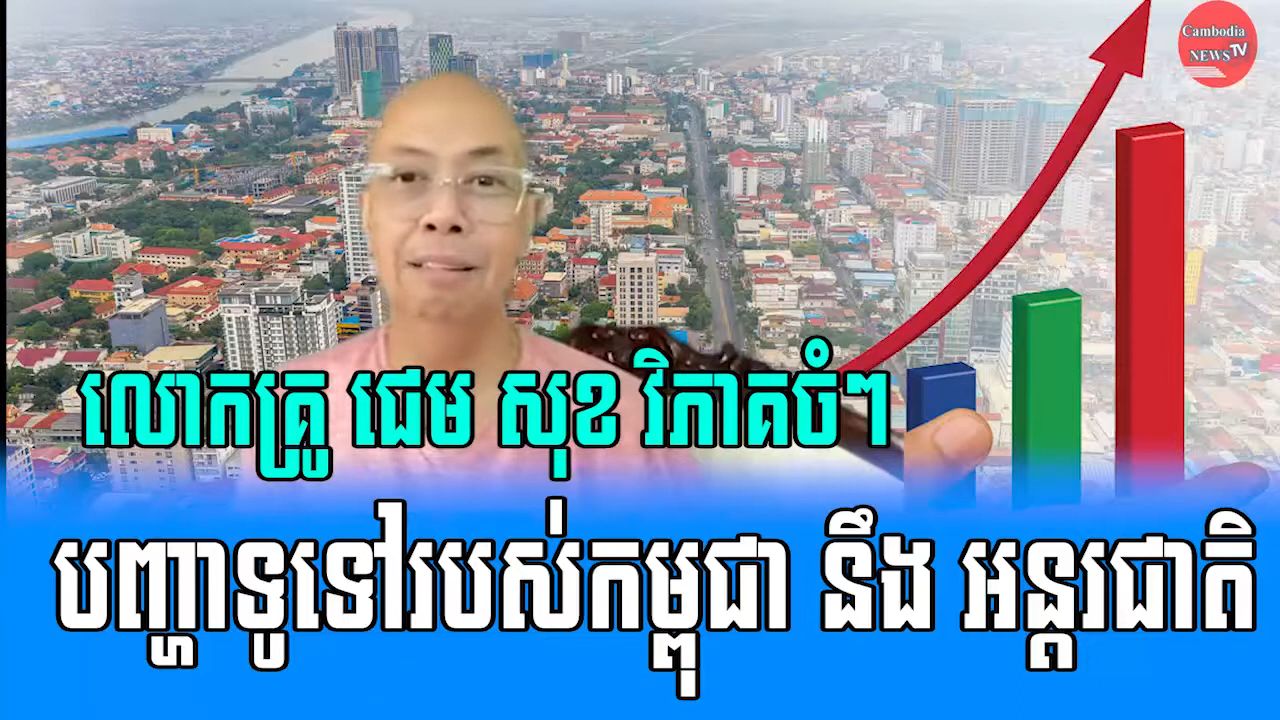 Cambodia
NEWS TV
លោកគ្រូ ជេម សុខ វិភាគចំៗ
បញ្ហាទូទៅរបស់កម្ពុជា នឹង អន្តរជាតិ